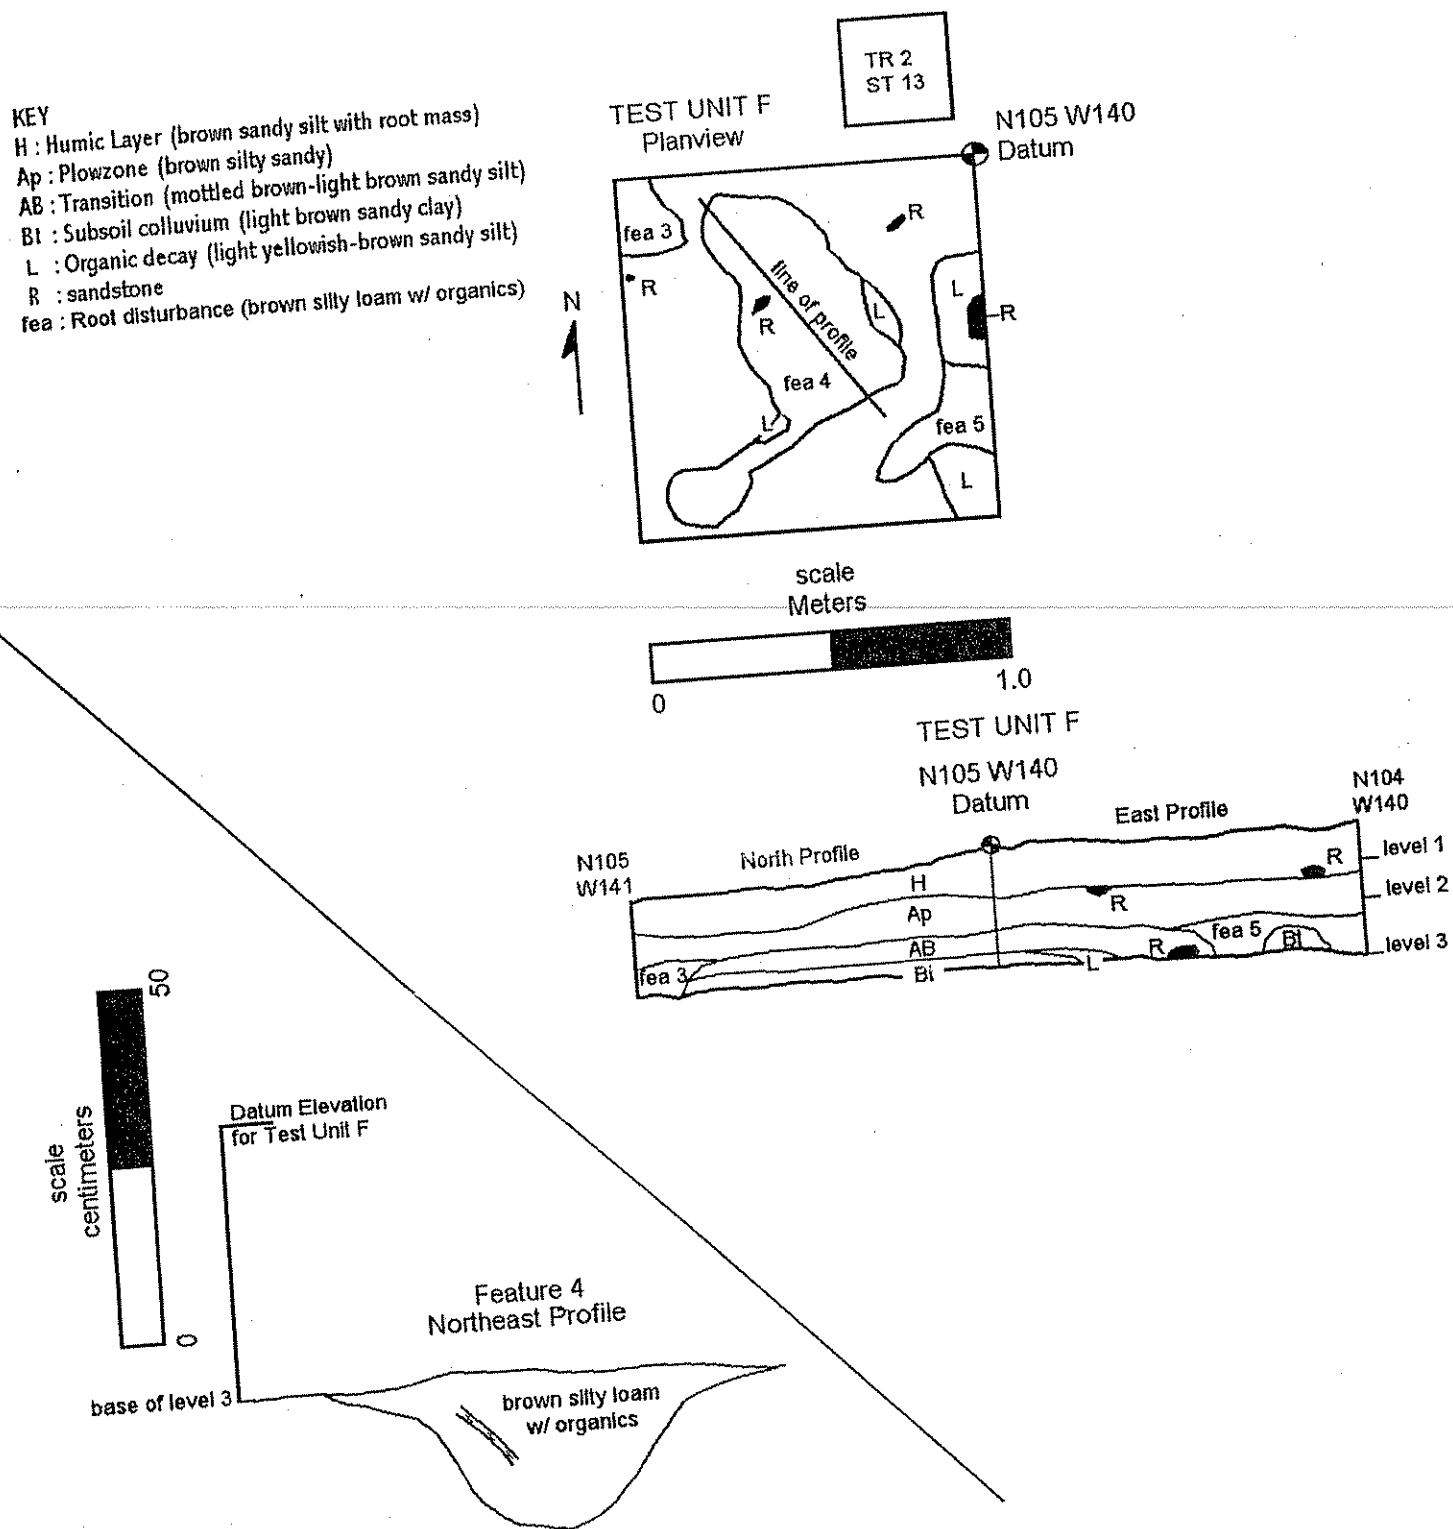 KEY
H : Humic Layer (brown sandy silt with root mass)
Ap : Plowzone (brown silty sandy)
AB : Transition (mottled brown-light brown sandy silt)
Bt : Subsoil colluvium (light brown sandy clay)
L : Organic decay (light yellowish-brown sandy silt)
R : sandstone
fea : Root disturbance (brown silty loam w/ organics)
TR 2
ST 13
TEST UNIT F
Planview
N105 W140
Datum
N
fea 3
R
R
line of profile
R
L
L
R
fea 4
L
fea 5
L
scale
Meters
0
1.0
TEST UNIT F
N105 W140
Datum
N105
W141
North Profile
East Profile
N104
W140
level 1
level 2
level 3
H
Ap
AB
Bt
fea 3
L
R
R
R
fea 5
Bt
scale
centimeters
50
0
Datum Elevation
for Test Unit F
Feature 4
Northeast Profile
base of level 3
brown silty loam
w/ organics